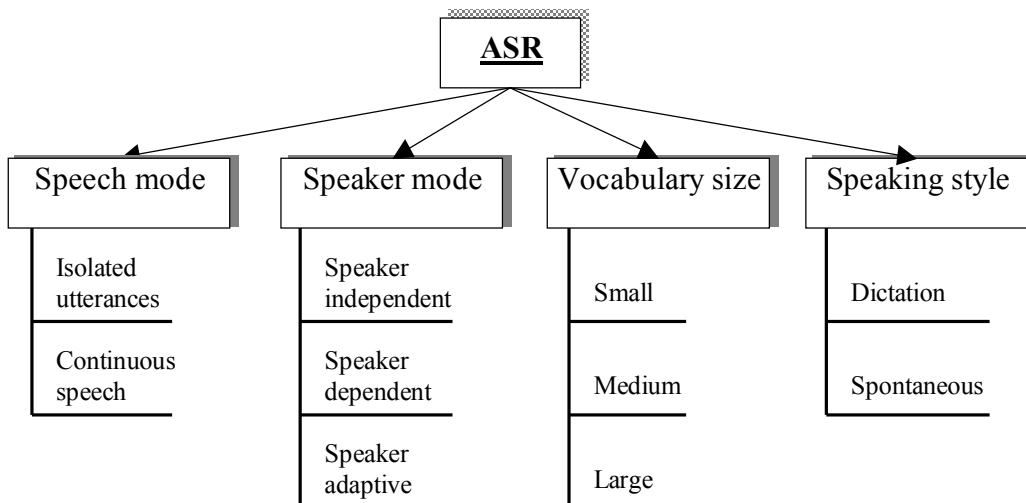 ASR
Speech mode
Speaker mode
Vocabulary size
Speaking style
Isolated
utterances
Continuous
speech
Speaker
independent
Speaker
dependent
Speaker
adaptive
Small
Medium
Large
Dictation
Spontaneous